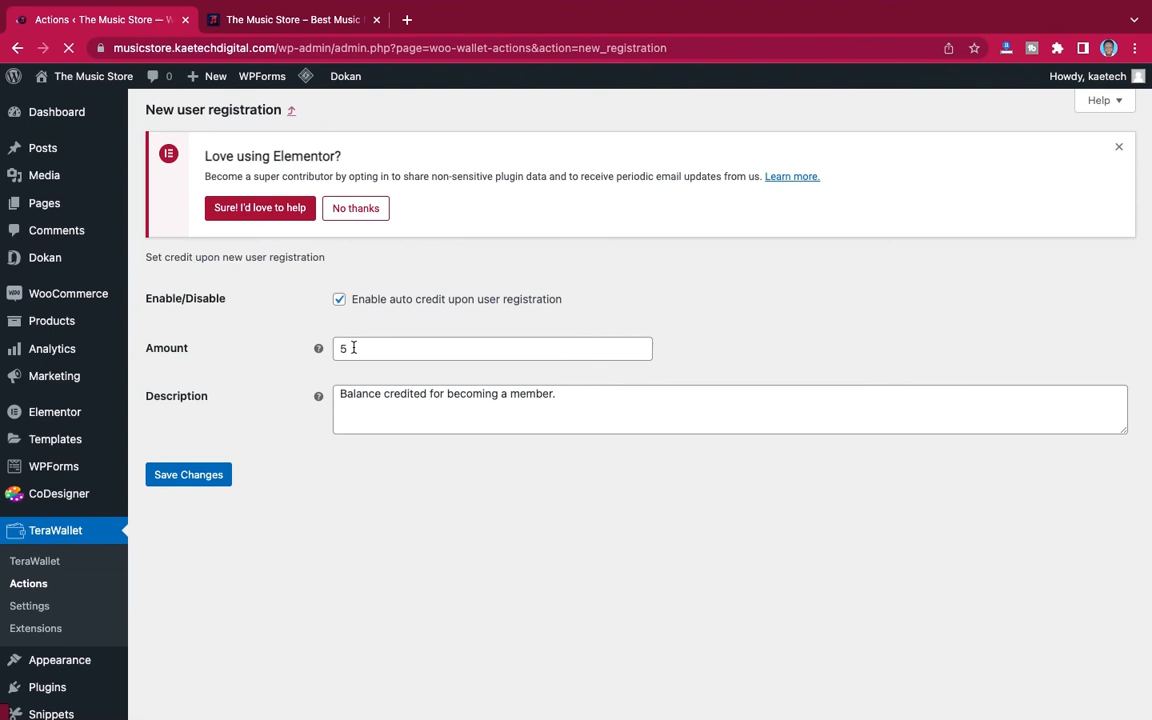 Actions ‹ The Music Store — W
The Music Store – Best Music
musicstore.kaetechdigital.com/wp-admin/admin.php?page=woo-wallet-actions&action=new_registration
The Music Store 0 New WPForms Dokan Howdy, kaetech
Help
New user registration
Love using Elementor?
Become a super contributor by opting in to share non-sensitive plugin data and to receive periodic email updates from us. Learn more.
Sure! I'd love to help No thanks
Set credit upon new user registration
Enable/Disable Enable auto credit upon user registration
Amount 5
Description Balance credited for becoming a member.
Save Changes
Dashboard
Posts
Media
Pages
Comments
Dokan
WooCommerce
Products
Analytics
Marketing
Elementor
Templates
WPForms
CoDesigner
TeraWallet
TeraWallet
Actions
Settings
Extensions
Appearance
Plugins
Snippets